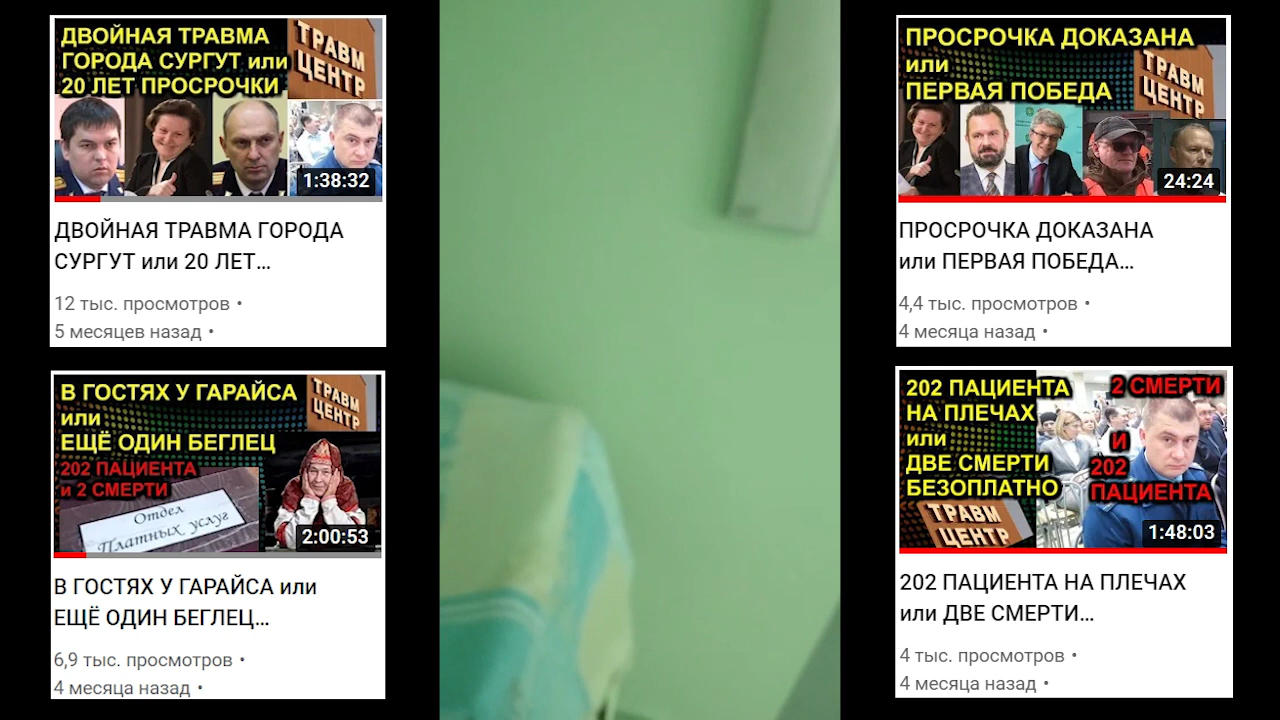 ДВОЙНАЯ ТРАВМА
ГОРОДА СУРГУТ или
20 ЛЕТ ПРОСРОЧКИ
ТРАВМ
ЦЕНТР
1:38:32
ДВОЙНАЯ ТРАВМА ГОРОДА
СУРГУТ или 20 ЛЕТ...
12 тыс. просмотров •
5 месяцев назад •
В ГОСТЯХ У ГАРАЙСА
или
ЕЩЁ ОДИН БЕГЛЕЦ
202 ПАЦИЕНТА
и 2 СМЕРТИ
ТРАВМ
ЦЕНТР
Отдел
Платных услуг
2:00:53
В ГОСТЯХ У ГАРАЙСА или
ЕЩЁ ОДИН БЕГЛЕЦ...
6,9 тыс. просмотров •
4 месяца назад •
ПРОСРОЧКА ДОКАЗАНА
или
ПЕРВАЯ ПОБЕДА
ТРАВМ
ЦЕНТР
24:24
ПРОСРОЧКА ДОКАЗАНА
или ПЕРВАЯ ПОБЕДА...
4,4 тыс. просмотров •
4 месяца назад •
202 ПАЦИЕНТА
НА ПЛЕЧАХ
или
ДВЕ СМЕРТИ
БЕЗОПЛАТНО
2 СМЕРТИ
И
202
ПАЦИЕНТА
ТРАВМ
ЦЕНТР
1:48:03
202 ПАЦИЕНТА НА ПЛЕЧАХ
или ДВЕ СМЕРТИ...
4 тыс. просмотров •
4 месяца назад •